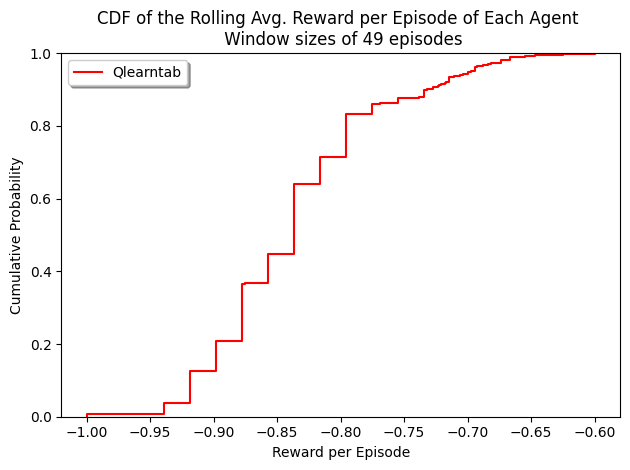 CDF of the Rolling Avg. Reward per Episode of Each Agent
Window sizes of 49 episodes
Qlearntab
Cumulative Probability
1.0
0.8
0.6
0.4
0.2
0.0
−1.00 −0.95 −0.90 −0.85 −0.80 −0.75 −0.70 −0.65 −0.60
Reward per Episode